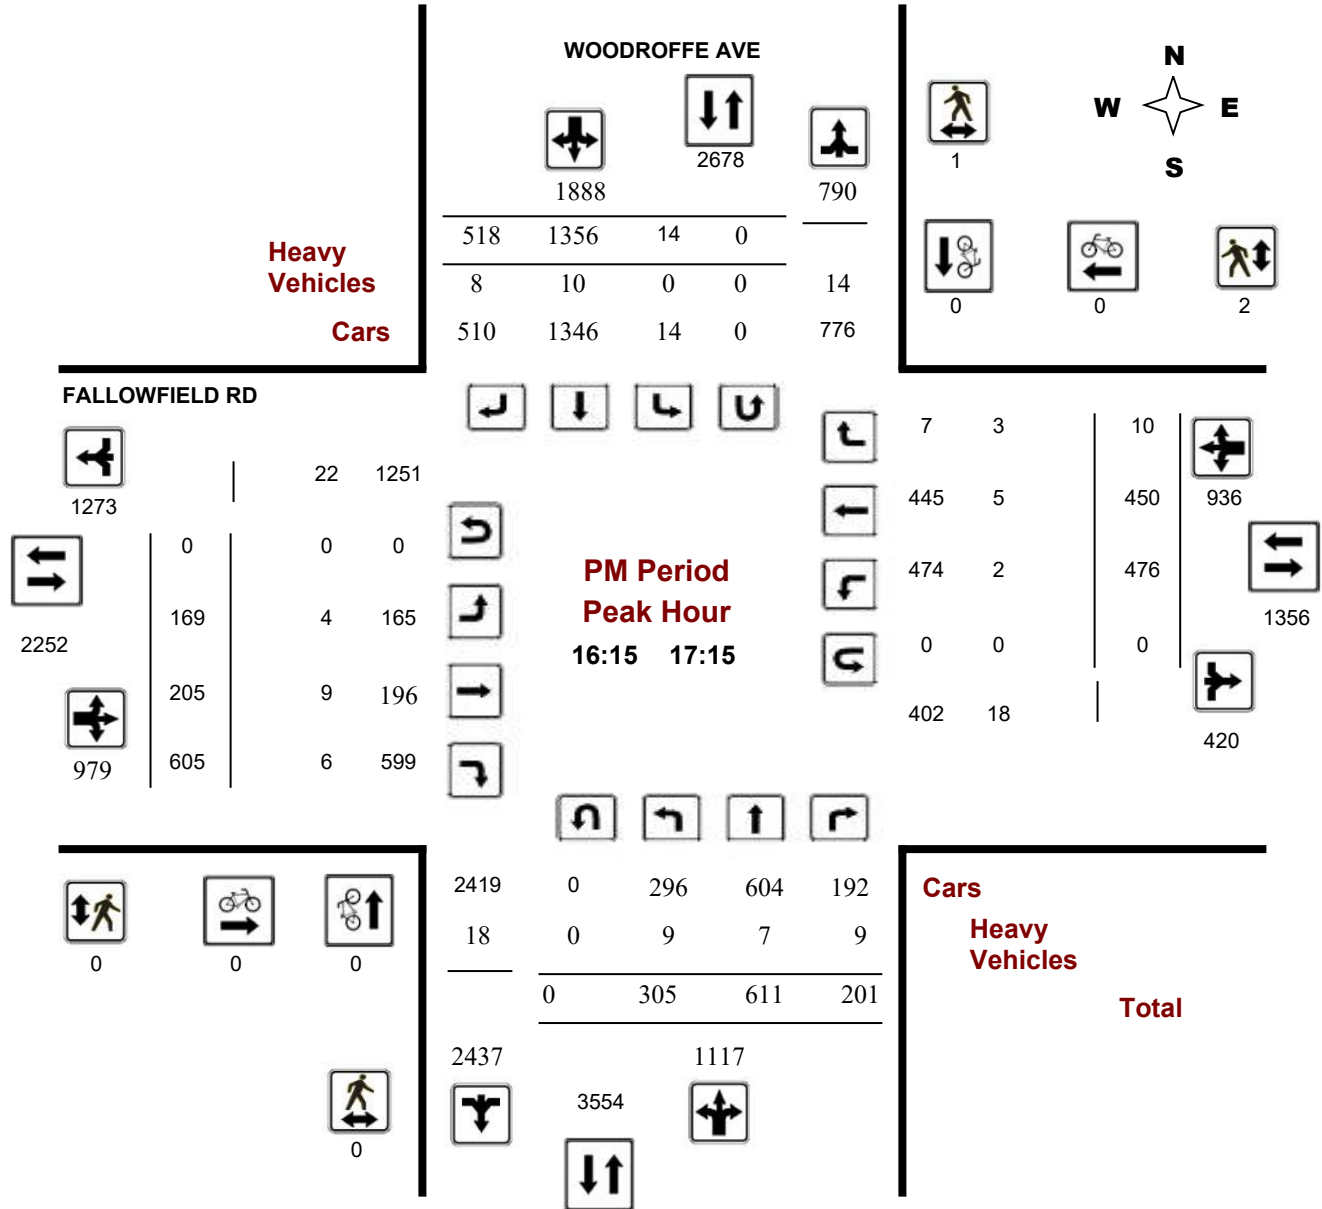 WOODROFFE AVE
N
W E
S
2678
1
1888
790
518 1356 14 0
Heavy
Vehicles
8 10 0 0 14
0 0 2
Cars
510 1346 14 0 776
FALLOWFIELD RD
7 3 10
22 1251
1273
445 5 450 936
0 0 0
PM Period
474 2 476
Peak Hour
169 4 165
1356
2252
16:15 17:15
0 0 0
205 9 196
402 18
420
979
605 6 599
2419 0 296 604 192
Cars
18 0 9 7 9
Heavy
Vehicles
0 0 0
0 305 611 201
Total
2437 1117
3554
0